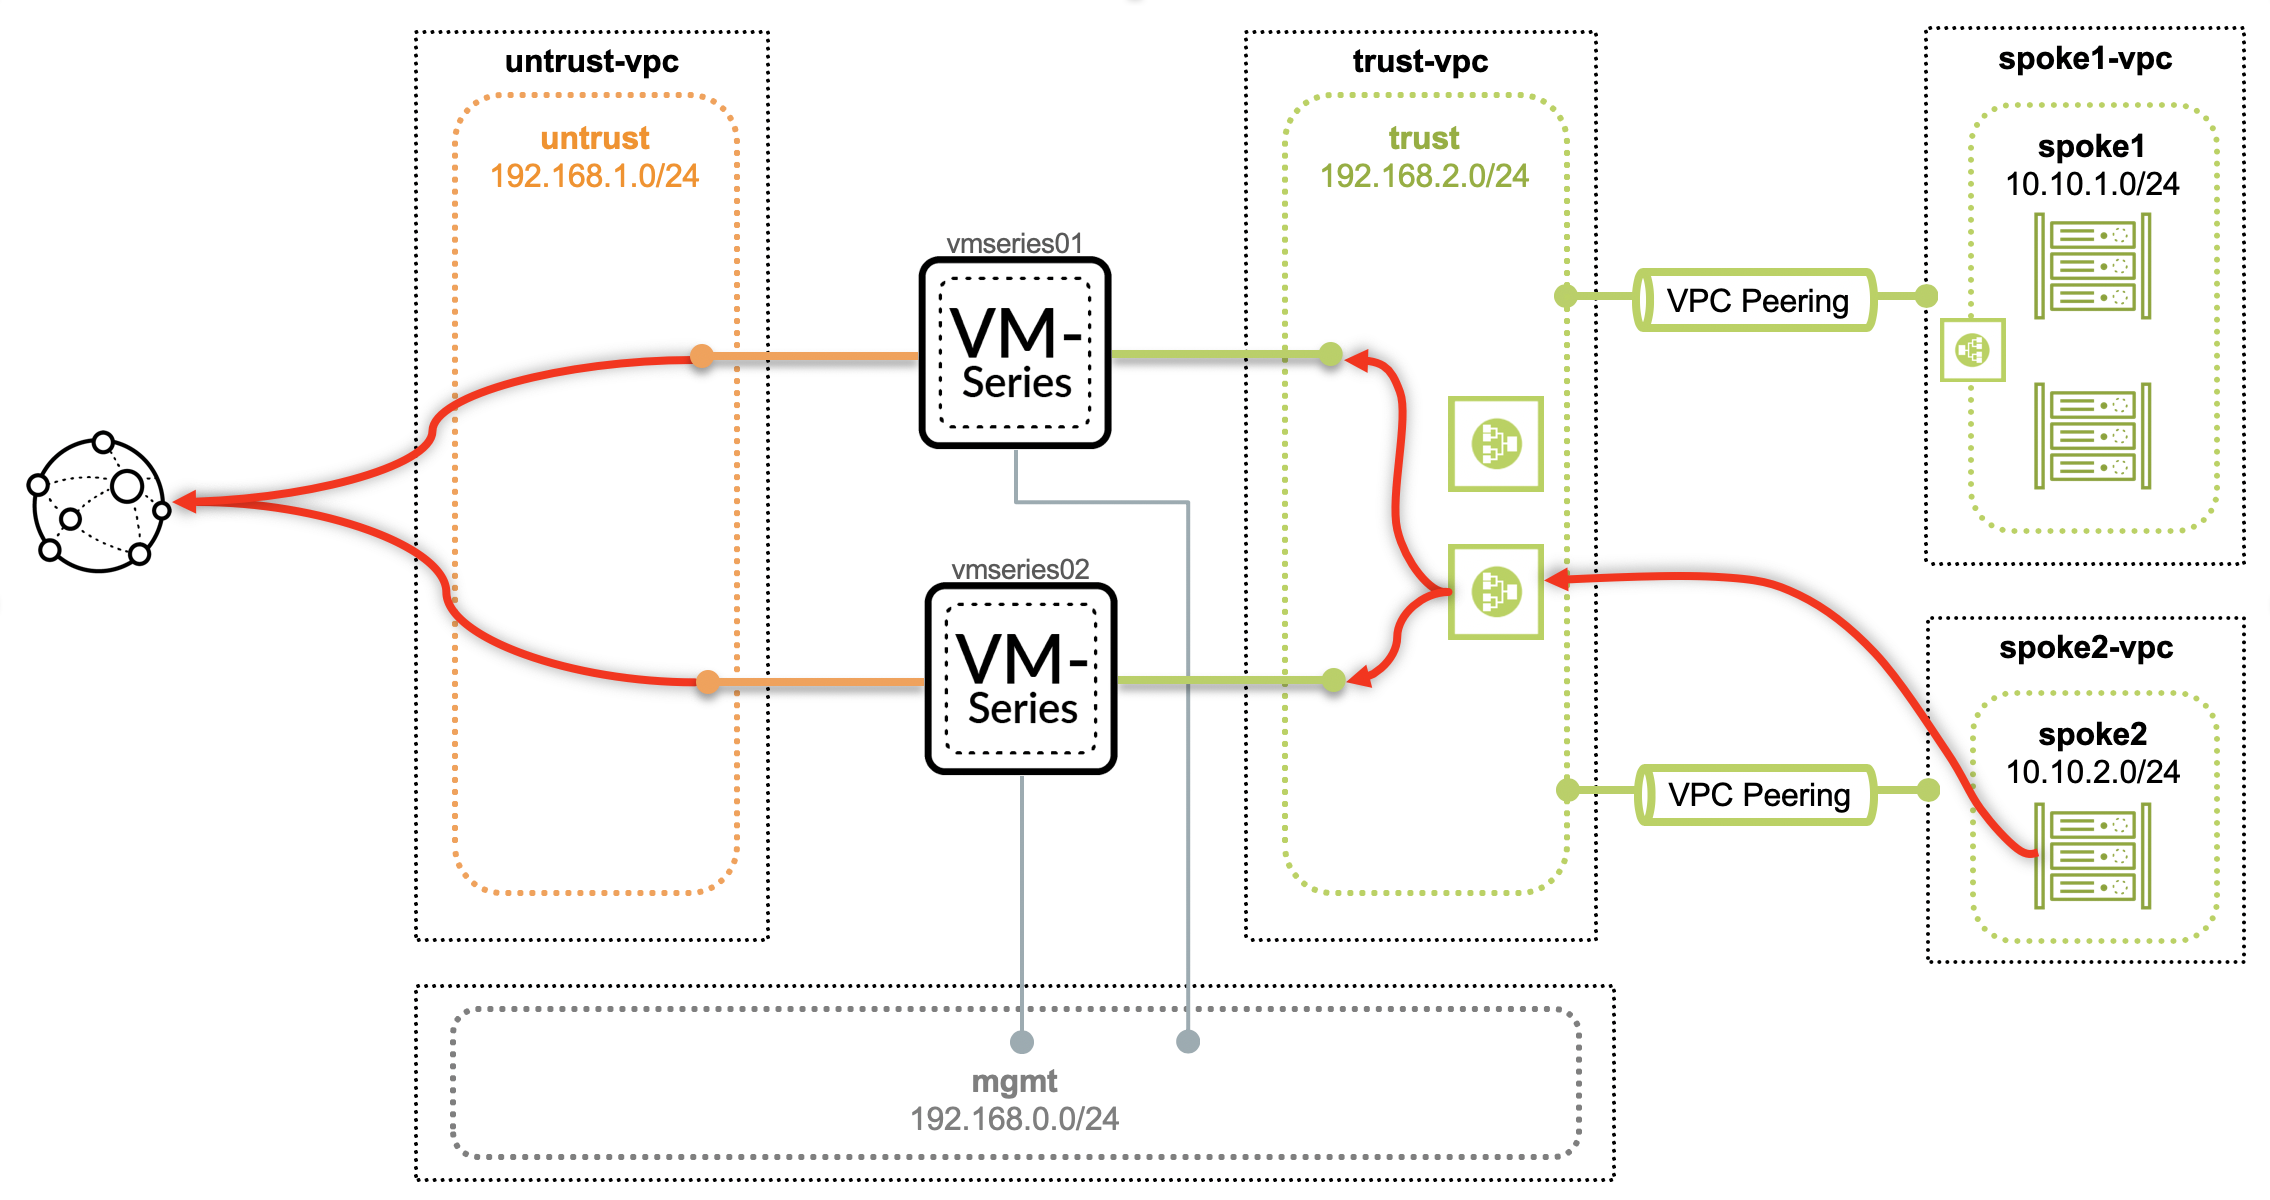 untrust-vpc
untrust
192.168.1.0/24
vmseries01
VM-
Series
vmseries02
VM-
Series
trust-vpc
trust
192.168.2.0/24
VPC Peering
VPC Peering
spoke1-vpc
spoke1
10.10.1.0/24
spoke2-vpc
spoke2
10.10.2.0/24
mgmt
192.168.0.0/24